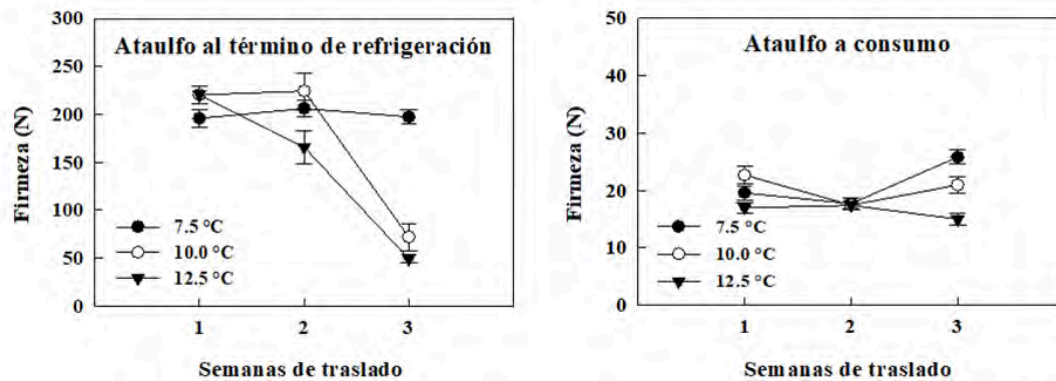 Ataulfo al término de refrigeración
Firmeza (N)
300
250
200
150
100
50
0
7.5 °C
10.0 °C
12.5 °C
1 2 3
Semanas de traslado
Ataulfo a consumo
Firmeza (N)
50
40
30
20
10
0
7.5 °C
10.0 °C
12.5 °C
1 2 3
Semanas de traslado